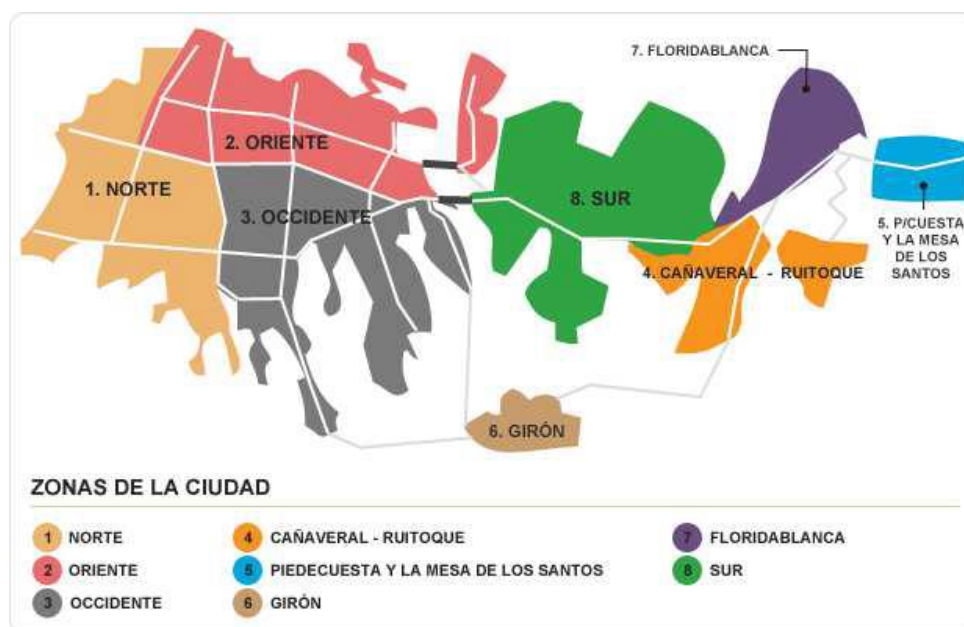 7. FLORIDABLANCA
2. ORIENTE
1. NORTE
3. OCCIDENTE
8. SUR
5. P/CUESTA
Y LA MESA
DE LOS
SANTOS
4. CAÑAVERAL - RUITOQUE
6. GIRÓN
ZONAS DE LA CIUDAD
1 NORTE
2 ORIENTE
3 OCCIDENTE
4 CAÑAVERAL - RUITOQUE
5 PIEDECUESTA Y LA MESA DE LOS SANTOS
6 GIRÓN
7 FLORIDABLANCA
8 SUR